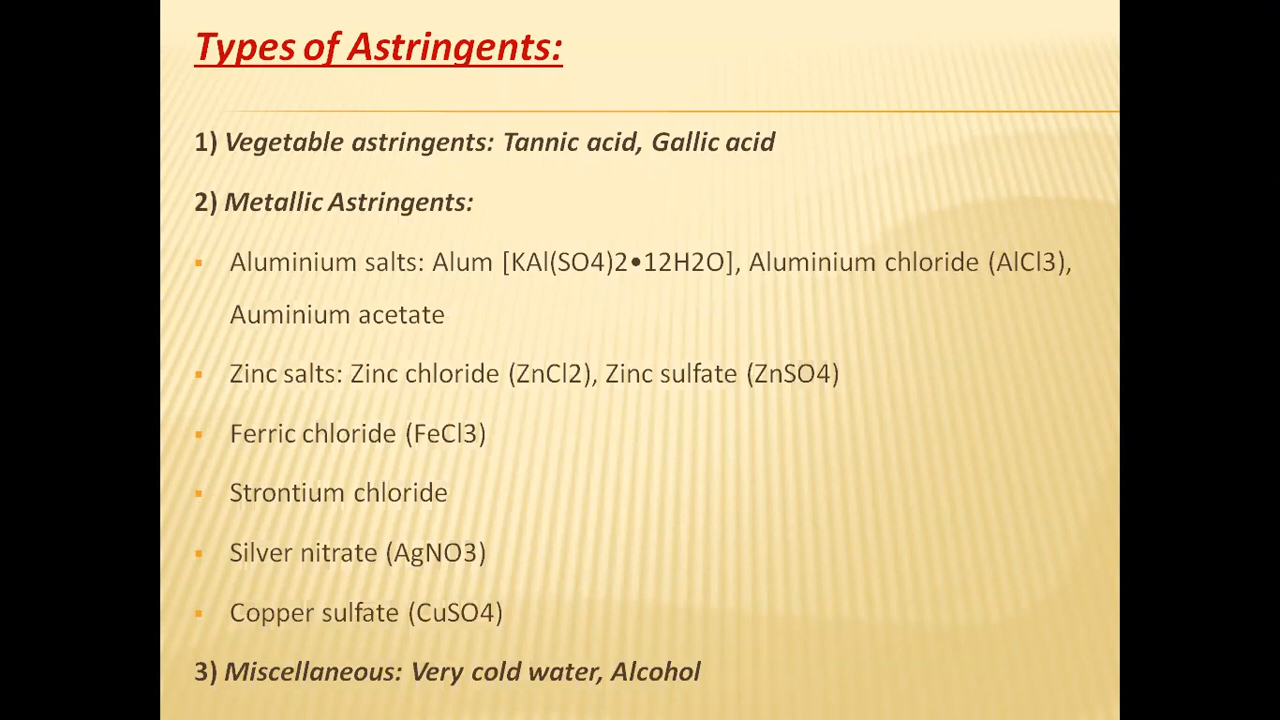 Types of Astringents:
1) Vegetable astringents: Tannic acid, Gallic acid
2) Metallic Astringents:
▪ Aluminium salts: Alum [KAl(SO4)2•12H2O], Aluminium chloride (AlCl3),
Auminium acetate
▪ Zinc salts: Zinc chloride (ZnCl2), Zinc sulfate (ZnSO4)
▪ Ferric chloride (FeCl3)
▪ Strontium chloride
▪ Silver nitrate (AgNO3)
▪ Copper sulfate (CuSO4)
3) Miscellaneous: Very cold water, Alcohol